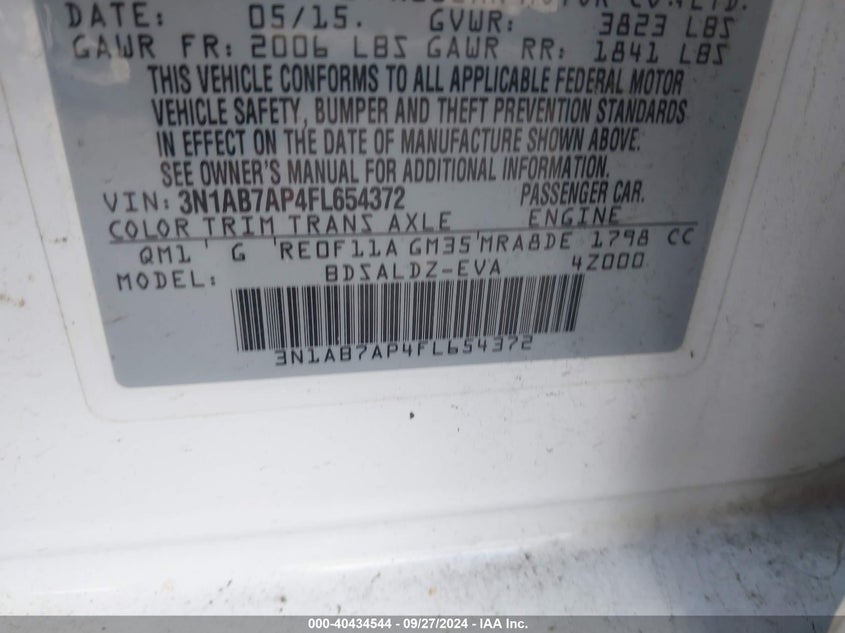 MOTOR CO., LTD.
DATE: 05/15. GVWR: 3823 LBS
GAWR FR: 2006 LBS GAWR RR: 1841 LBS
THIS VEHICLE CONFORMS TO ALL APPLICABLE FEDERAL MOTOR
VEHICLE SAFETY, BUMPER AND THEFT PREVENTION STANDARDS
IN EFFECT ON THE DATE OF MANUFACTURE SHOWN ABOVE.
SEE OWNER'S MANUAL FOR ADDITIONAL INFORMATION.
VIN: 3N1AB7AP4FL654372 PASSENGER CAR.
COLOR TRIM TRANS AXLE ENGINE
QM1 G RE0F11A GM35 MRA8DE 1798 CC
MODEL: BDSALDZ-EVA 4Z000
3N1AB7AP4FL654372
000-40434544 | 09/27/2024 - IAA Inc.